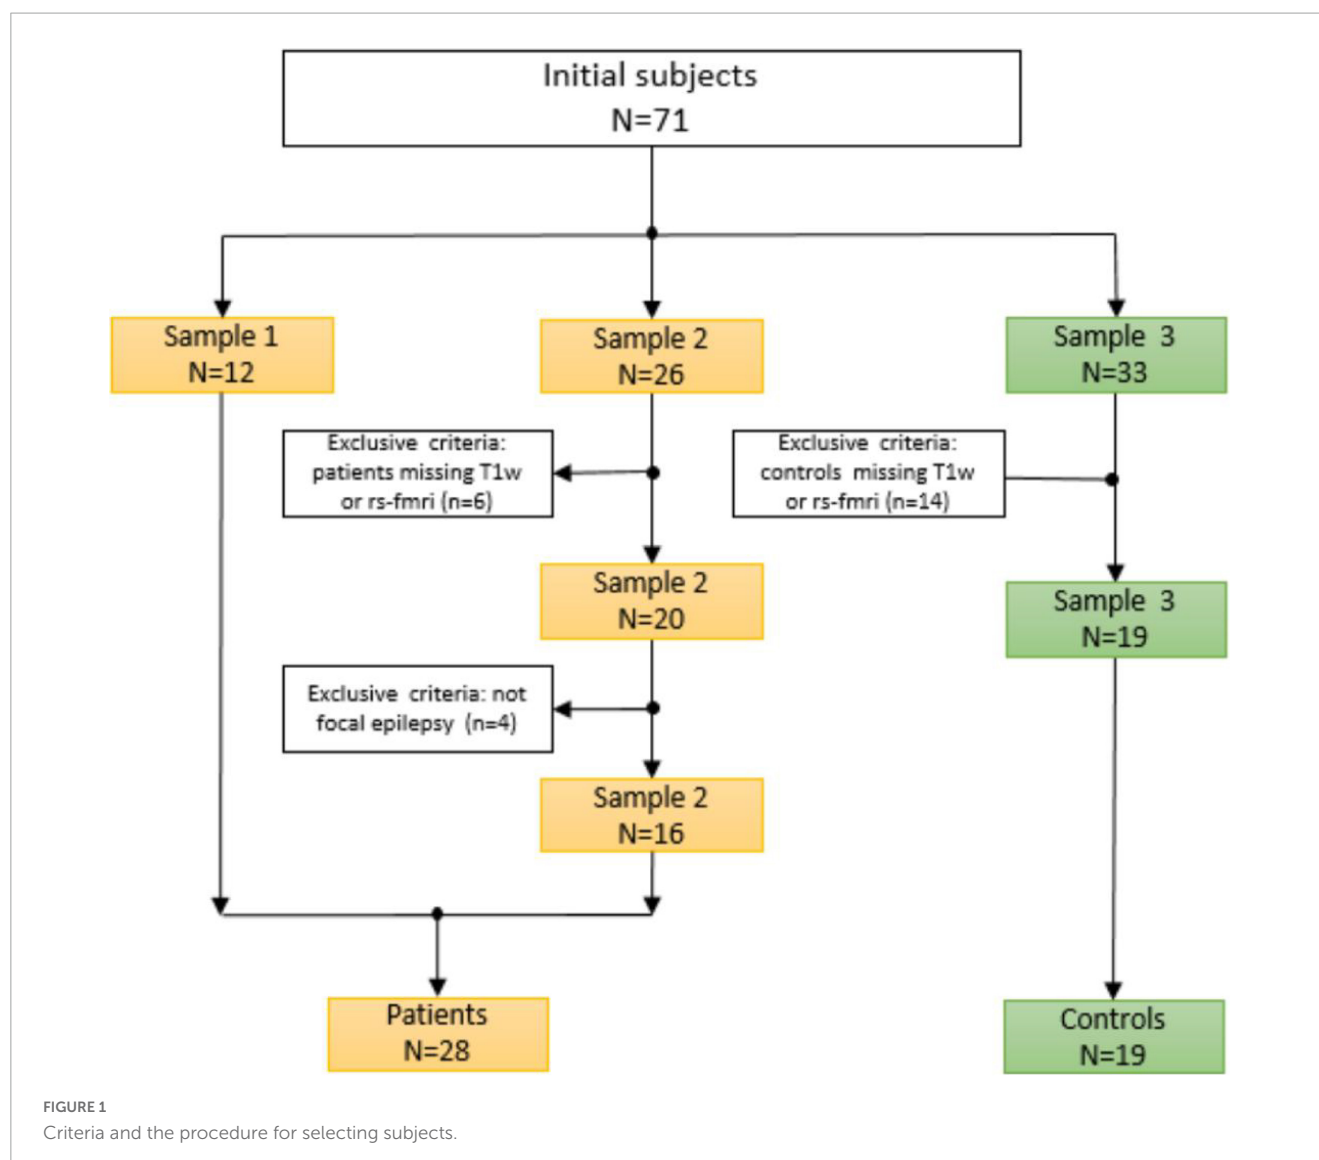 Initial subjects
N=71
Sample 1
N=12
Sample 2
N=26
Sample 3
N=33
Exclusive criteria:
patients missing T1w
or rs-fmri (n=6)
Exclusive criteria:
controls missing T1w
or rs-fmri (n=14)
Sample 2
N=20
Sample 3
N=19
Exclusive criteria: not
focal epilepsy (n=4)
Sample 2
N=16
Patients
N=28
Controls
N=19
FIGURE 1
Criteria and the procedure for selecting subjects.